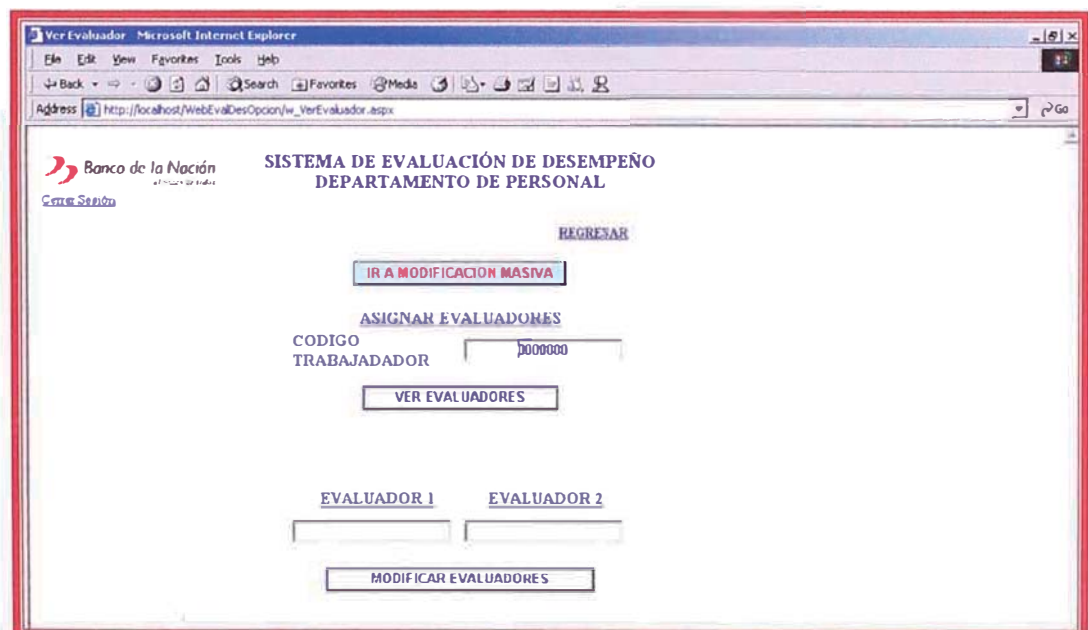 Ver Evaluador Microsoft Internet Explorer
File Edit View Favorites Tools Help
Back Search Favorites Media
Address http://localhost/WebEvalDesOpcion/w_VerEvaluador.aspx Go
Banco de la Nación
SISTEMA DE EVALUACIÓN DE DESEMPEÑO
DEPARTAMENTO DE PERSONAL
Cerrar Sesión
REGRESAR
IR A MODIFICACION MASIVA
ASIGNAR EVALUADORES
CODIGO
TRABAJADADOR
0000000
VER EVALUADORES
EVALUADOR 1 EVALUADOR 2
MODIFICAR EVALUADORES